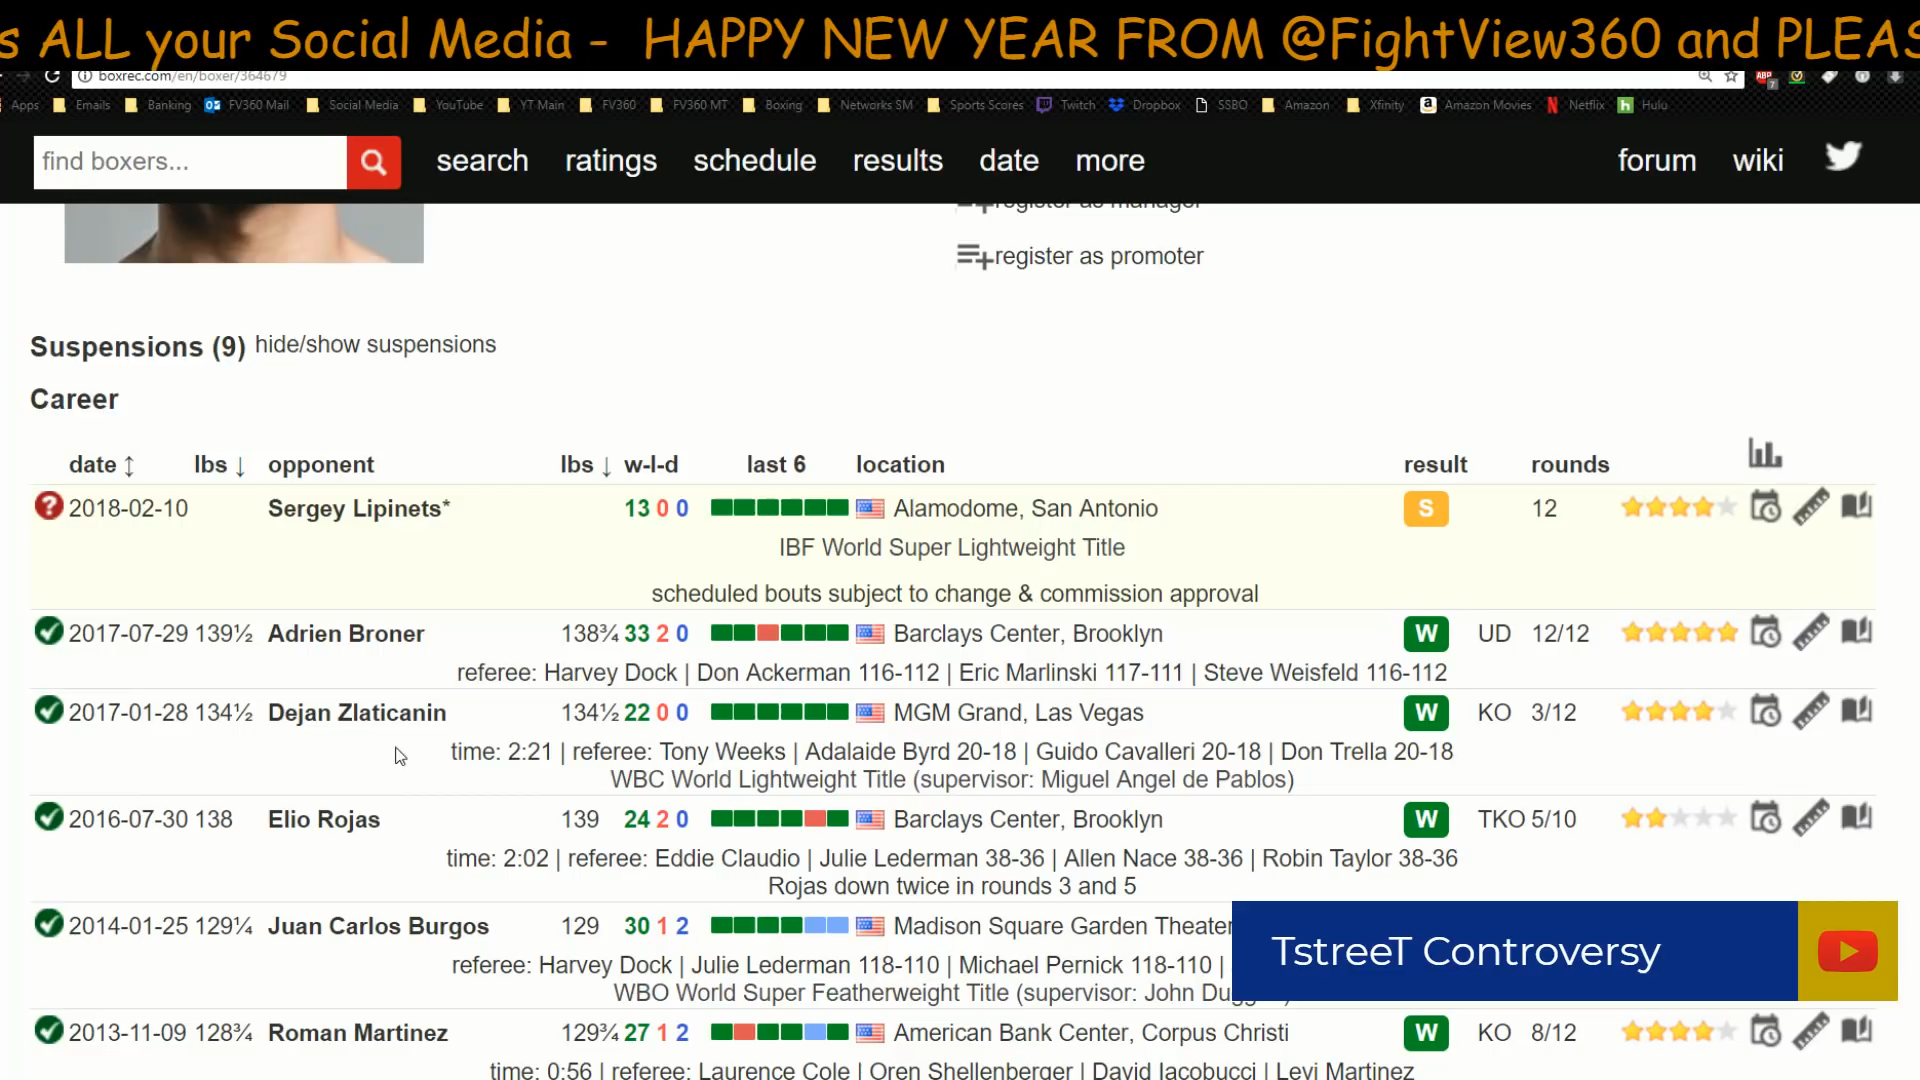 s ALL your Social Media - HAPPY NEW YEAR FROM @FightView360 and PLEAS
boxrec.com/en/boxer/364679
Apps Emails Banking FV360 Mail Social Media YouTube YT Main FV360 FV360 MT Boxing Networks SM Sports Scores Twitch Dropbox SSBO Amazon Xfinity Amazon Movies Netflix Hulu
find boxers... search ratings schedule results date more forum wiki
register as manager
register as promoter
Suspensions (9) hide/show suspensions
Career
date ↕ lbs ↓ opponent lbs ↓ w-l-d last 6 location result rounds
2018-02-10 Sergey Lipinets* 13 0 0 Alamodome, San Antonio S 12
IBF World Super Lightweight Title
scheduled bouts subject to change & commission approval
2017-07-29 139½ Adrien Broner 138¾ 33 2 0 Barclays Center, Brooklyn W UD 12/12
referee: Harvey Dock | Don Ackerman 116-112 | Eric Marlinski 117-111 | Steve Weisfeld 116-112
2017-01-28 134½ Dejan Zlaticanin 134½ 22 0 0 MGM Grand, Las Vegas W KO 3/12
time: 2:21 | referee: Tony Weeks | Adalaide Byrd 20-18 | Guido Cavalleri 20-18 | Don Trella 20-18
WBC World Lightweight Title (supervisor: Miguel Angel de Pablos)
2016-07-30 138 Elio Rojas 139 24 2 0 Barclays Center, Brooklyn W TKO 5/10
time: 2:02 | referee: Eddie Claudio | Julie Lederman 38-36 | Allen Nace 38-36 | Robin Taylor 38-36
Rojas down twice in rounds 3 and 5
2014-01-25 129¼ Juan Carlos Burgos 129 30 1 2 Madison Square Garden Theater
referee: Harvey Dock | Julie Lederman 118-110 | Michael Pernick 118-110 |
WBO World Super Featherweight Title (supervisor: John
TstreeT Controversy
2013-11-09 128¾ Roman Martinez 129¾ 27 1 2 American Bank Center, Corpus Christi W KO 8/12
time: 0:56 | referee: Laurence Cole | Oren Shellenberger | David Iacobucci | Levi Martinez